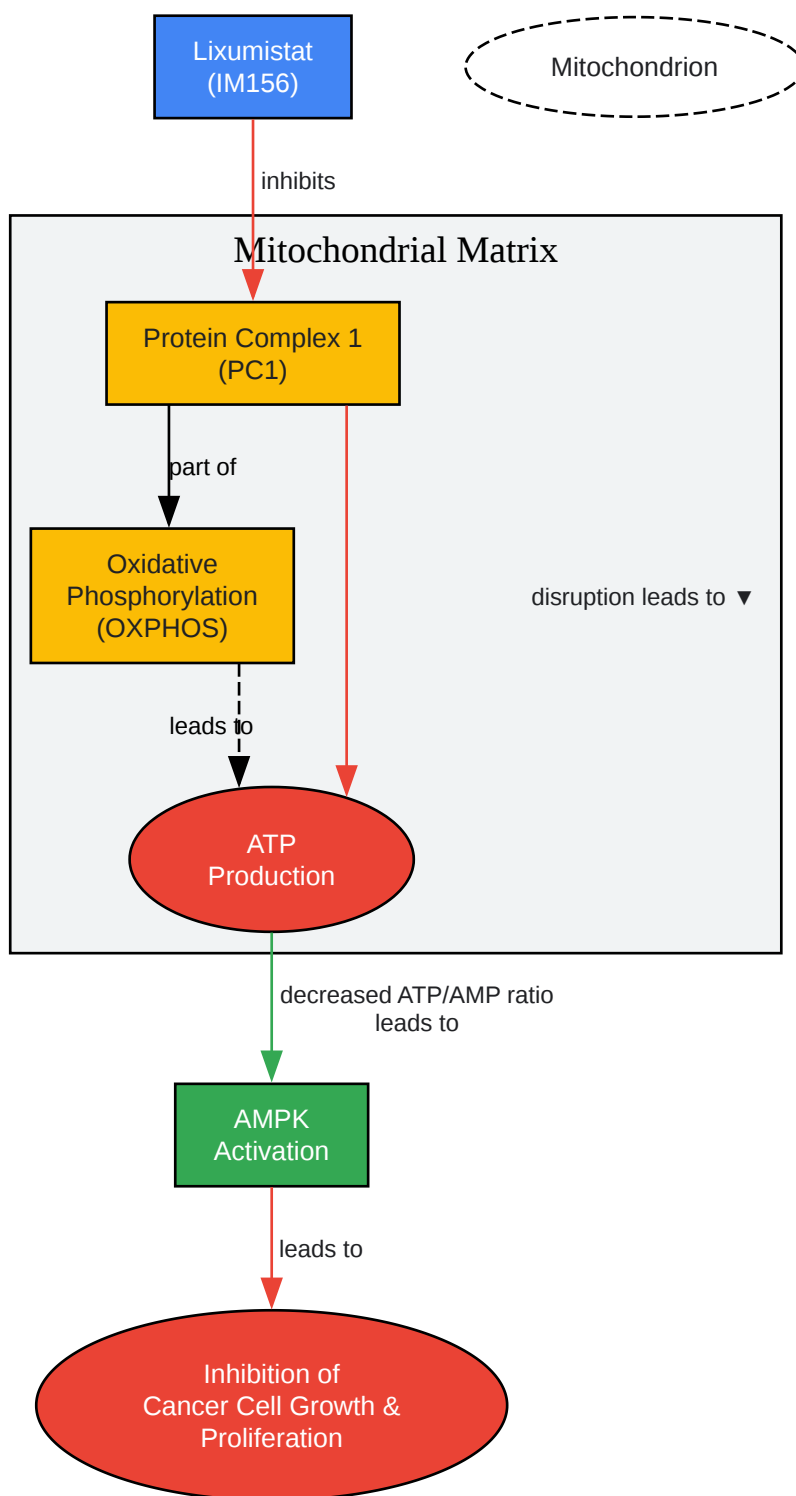 Lixumistat
(IM156)
Mitochondrion
inhibits
Mitochondrial Matrix
Protein Complex 1
(PC1)
part of
Oxidative
Phosphorylation
(OXPHOS)
disruption leads to ▼
leads to
ATP
Production
decreased ATP/AMP ratio
leads to
AMPK
Activation
leads to
Inhibition of
Cancer Cell Growth &
Proliferation